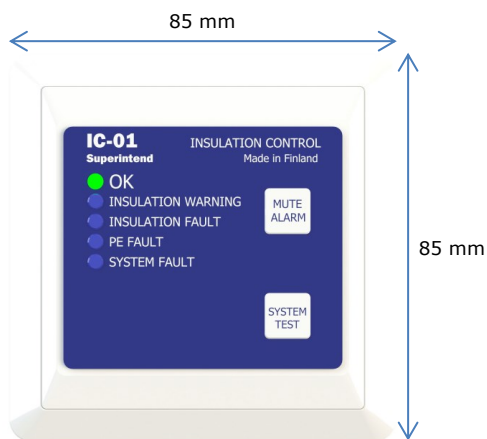 85 mm
IC-01
INSULATION CONTROL
Superintend
Made in Finland
OK
INSULATION WARNING
INSULATION FAULT
PE FAULT
SYSTEM FAULT
MUTE
ALARM
85 mm
SYSTEM
TEST